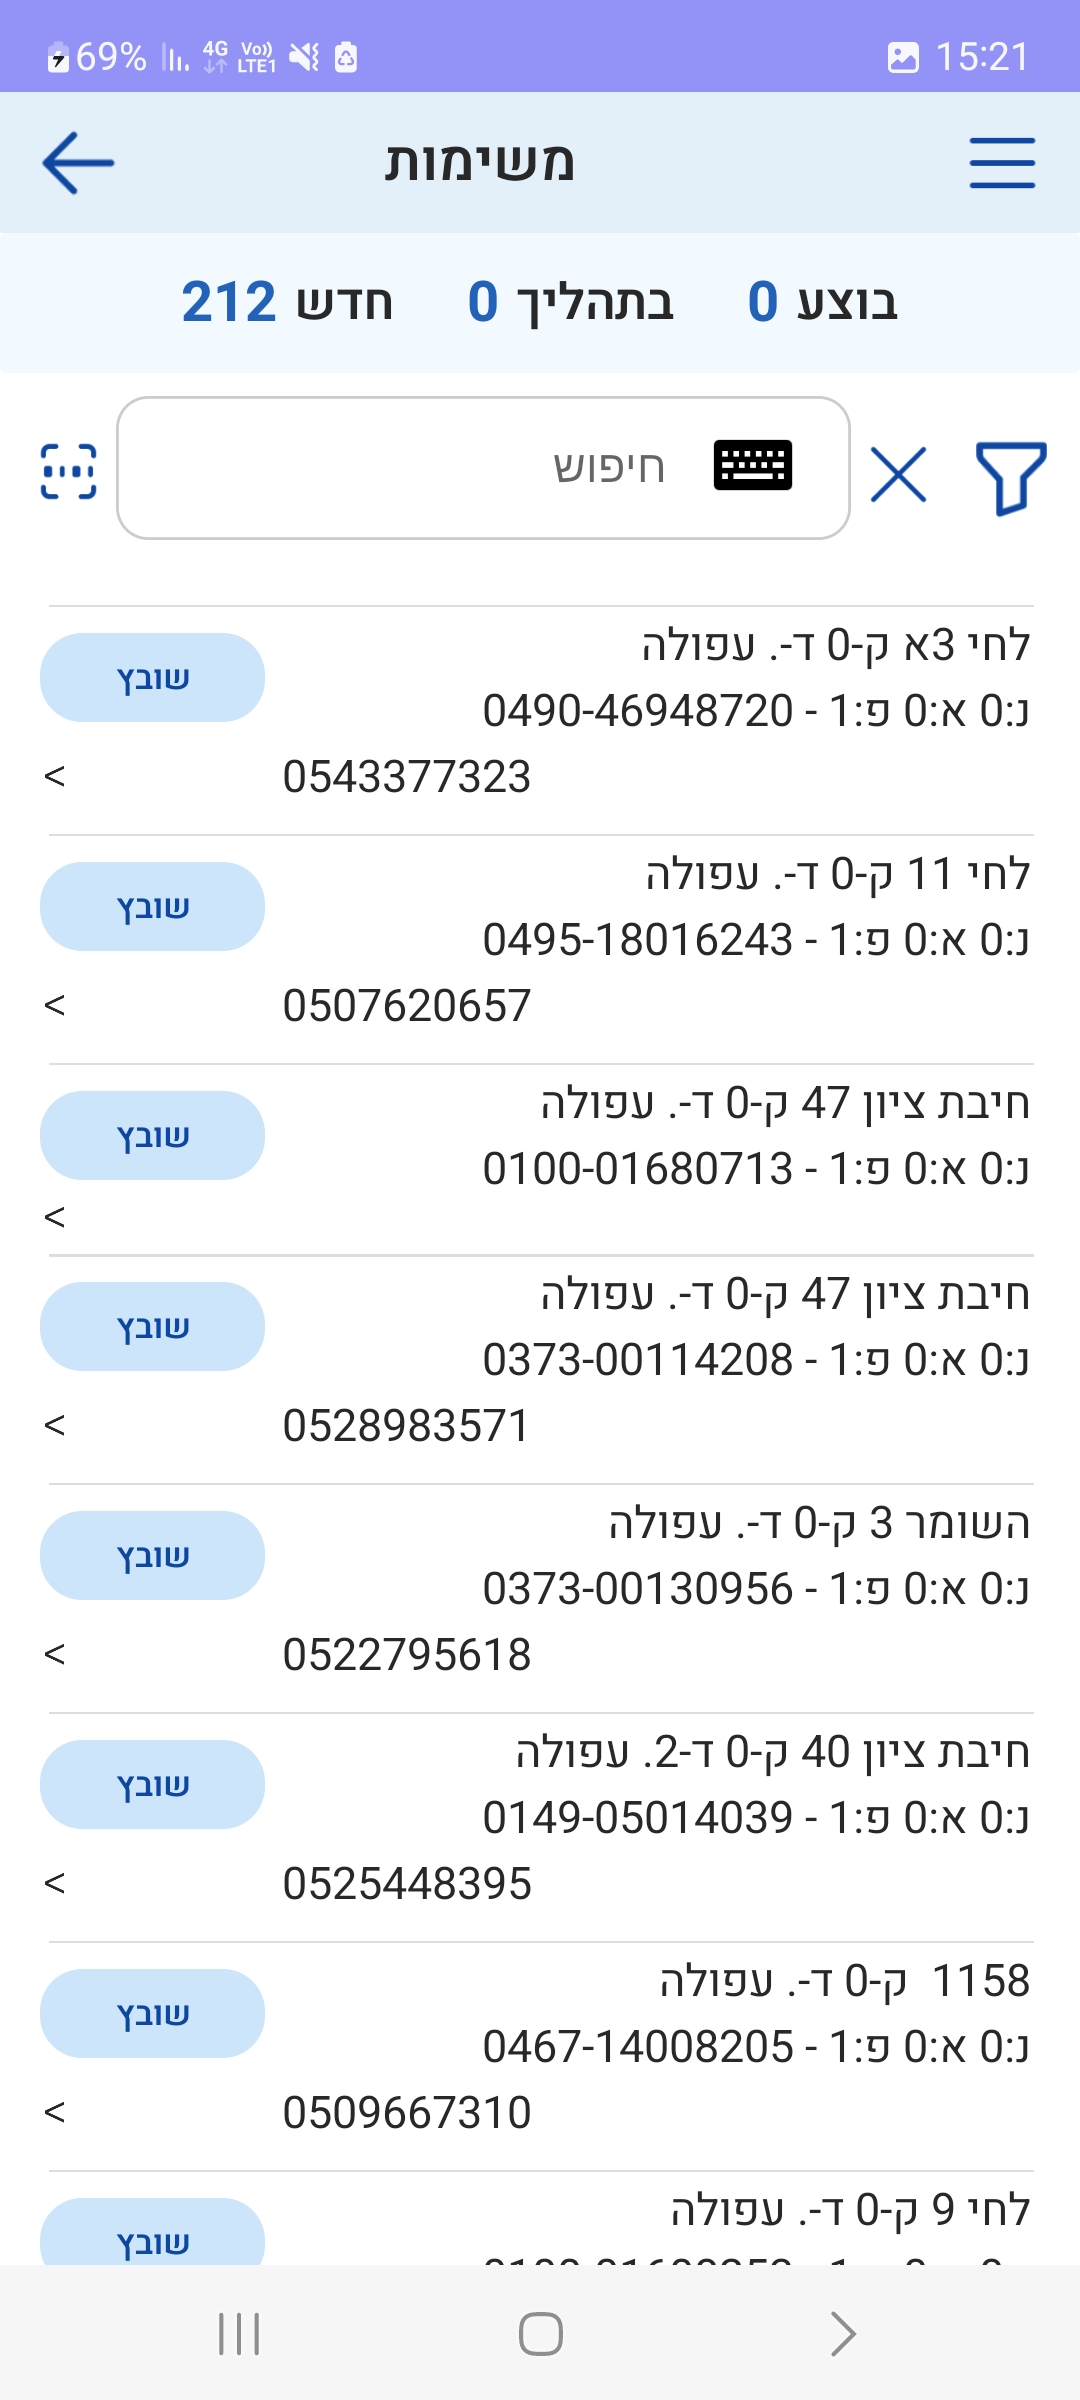 69% 4G Vo)) LTE1 15:21
משימות
בוצע 0 בתהליך 0 חדש 212
חיפוש
לחי 3א ק-0 ד-. עפולה
שובץ
נ:0 א:0 פ:1 - 0490-46948720
0543377323
>
לחי 11 ק-0 ד-. עפולה
שובץ
נ:0 א:0 פ:1 - 0495-18016243
0507620657
>
חיבת ציון 47 ק-0 ד-. עפולה
שובץ
נ:0 א:0 פ:1 - 0100-01680713
>
חיבת ציון 47 ק-0 ד-. עפולה
שובץ
נ:0 א:0 פ:1 - 0373-00114208
0528983571
>
השומר 3 ק-0 ד-. עפולה
שובץ
נ:0 א:0 פ:1 - 0373-00130956
0522795618
>
חיבת ציון 40 ק-0 ד-2. עפולה
שובץ
נ:0 א:0 פ:1 - 0149-05014039
0525448395
>
1158  ק-0 ד-. עפולה
שובץ
נ:0 א:0 פ:1 - 0467-14008205
0509667310
>
לחי 9 ק-0 ד-. עפולה
שובץ